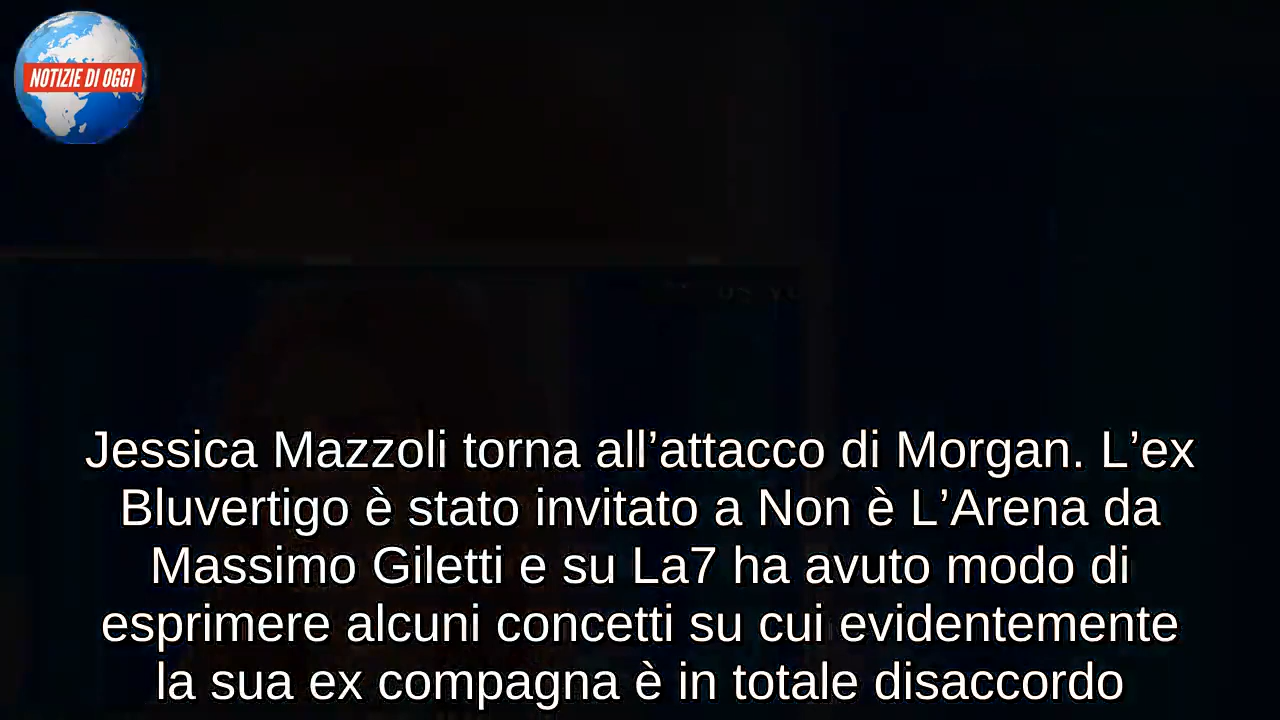 NOTIZIE DI OGGI
Jessica Mazzoli torna all’attacco di Morgan. L’ex
Bluvertigo è stato invitato a Non è L’Arena da
Massimo Giletti e su La7 ha avuto modo di
esprimere alcuni concetti su cui evidentemente
la sua ex compagna è in totale disaccordo